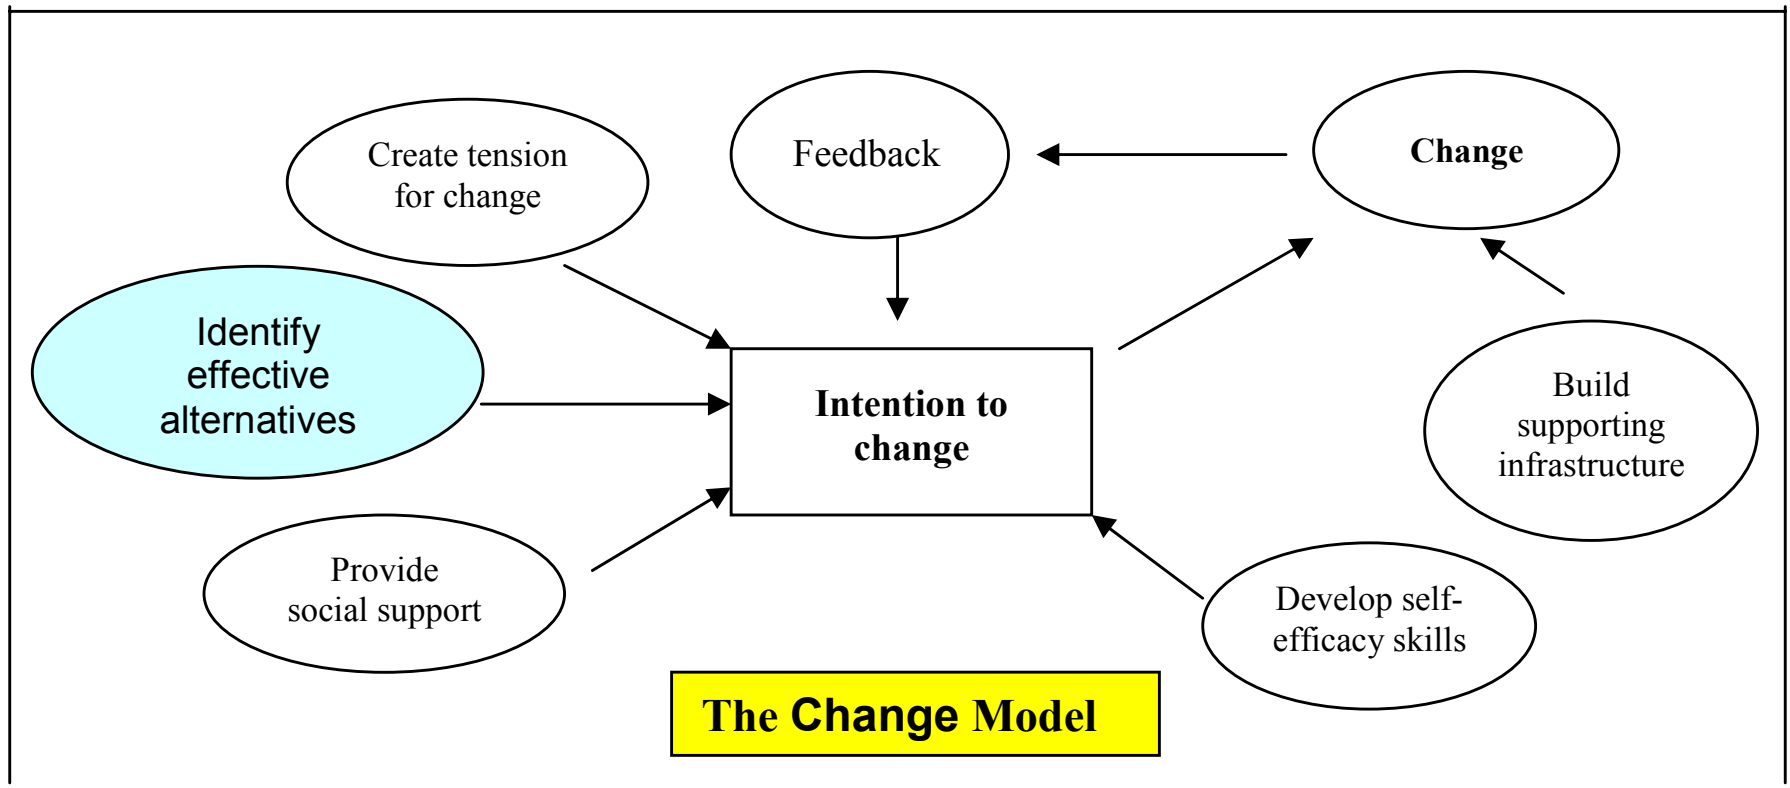 Create tension
for change
Feedback
Change
Identify
effective
alternatives
Intention to
change
Build
supporting
infrastructure
Provide
social support
Develop self-
efficacy skills
The Change Model